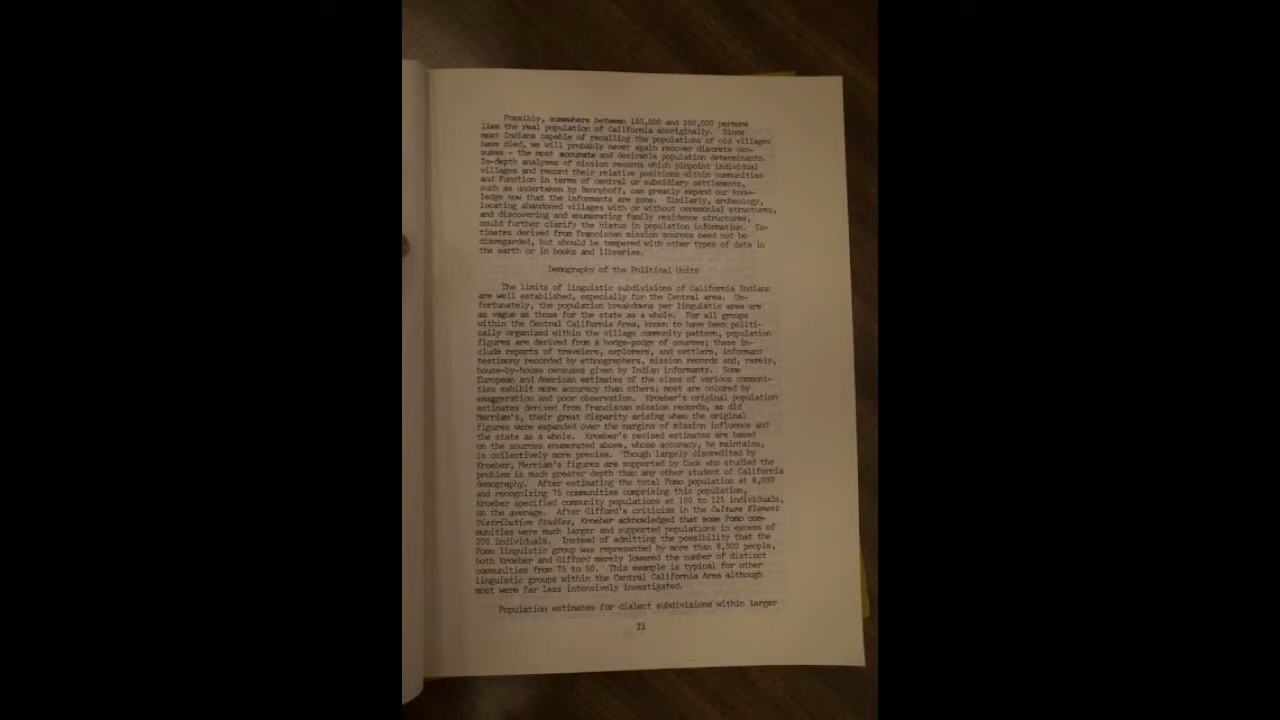 Possibly, somewhere between 150,000 and 260,000 persons
lies the real population of California aboriginally. Since
most Indians capable of recalling the populations of old villages
have died, we will probably never again recover discrete cen-
suses - the most accurate and desirable population determinants.
In-depth analyses of mission records which pinpoint individual
villages and record their relative positions within communities
and function in terms of central or subsidiary settlements,
such as undertaken by Bennyhoff, can greatly expand our know-
ledge now that the informants are gone. Similarly, archeology,
locating abandoned villages with or without ceremonial structures,
and discovering and enumerating family residence structures,
could further clarify the hiatus in population information. Es-
timates derived from Franciscan mission sources need not be
disregarded, but should be tempered with other types of data in
the earth or in books and libraries.
Demography of the Political Units
The limits of linguistic subdivisions of California Indians
are well established, especially for the Central area. Un-
fortunately, the population breakdowns per linguistic area are
as vague as those for the state as a whole. For all groups
within the Central California Area, known to have been politi-
cally organized within the village community pattern, population
figures are derived from a hodge-podge of sources; these in-
clude reports of travelers, explorers, and settlers, informant
testimony recorded by ethnographers, mission records and, rarely,
house-by-house censuses given by Indian informants. Some
European and American estimates of the sizes of various communi-
ties exhibit more accuracy than others; most are colored by
exaggeration and poor observation. Kroeber's original population
estimates derived from Franciscan mission records, as did
Merriam's, their great disparity arising when the original
figures were expanded over the margins of mission influence and
the state as a whole. Kroeber's revised estimates are based
on the sources enumerated above, whose accuracy, he maintains,
is collectively more precise. Though largely discredited by
Kroeber, Merriam's figures are supported by Cook who studied the
problem in much greater depth than any other student of California
demography. After estimating the total Pomo population at 8,000
and recognizing 75 communities comprising this population,
Kroeber specified community populations at 100 to 125 individuals,
on the average. After Gifford's criticism in the Culture Element
Distribution Studies, Kroeber acknowledged that some Pomo com-
munities were much larger and supported populations in excess of
200 individuals. Instead of admitting the possibility that the
Pomo linguistic group was represented by more than 8,000 people,
both Kroeber and Gifford merely lowered the number of distinct
communities from 75 to 50. This example is typical for other
linguistic groups within the Central California Area although
most were far less intensively investigated.
Population estimates for dialect subdivisions within larger
21